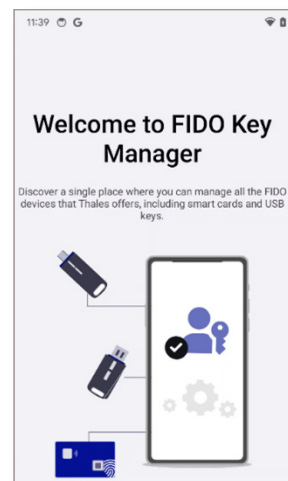 11:39 G
Welcome to FIDO Key
Manager
Discover a single place where you can manage all the FIDO
devices that Thales offers, including smart cards and USB
keys.